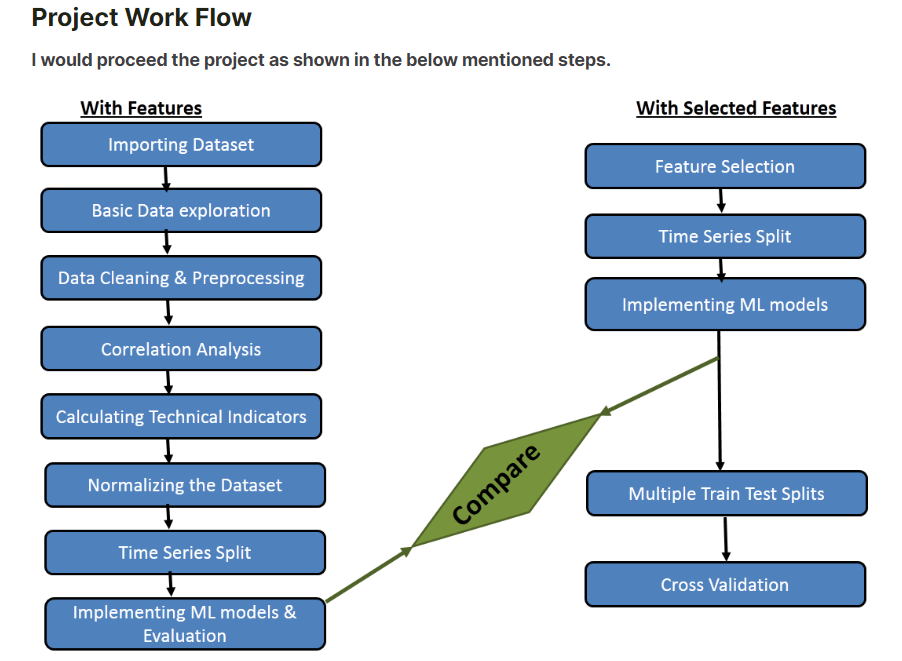 Project Work Flow
I would proceed the project as shown in the below mentioned steps.
With Features
Importing Dataset
Basic Data exploration
Data Cleaning & Preprocessing
Correlation Analysis
Calculating Technical Indicators
Normalizing the Dataset
Time Series Split
Implementing ML models &
Evaluation
Compare
With Selected Features
Feature Selection
Time Series Split
Implementing ML models
Multiple Train Test Splits
Cross Validation